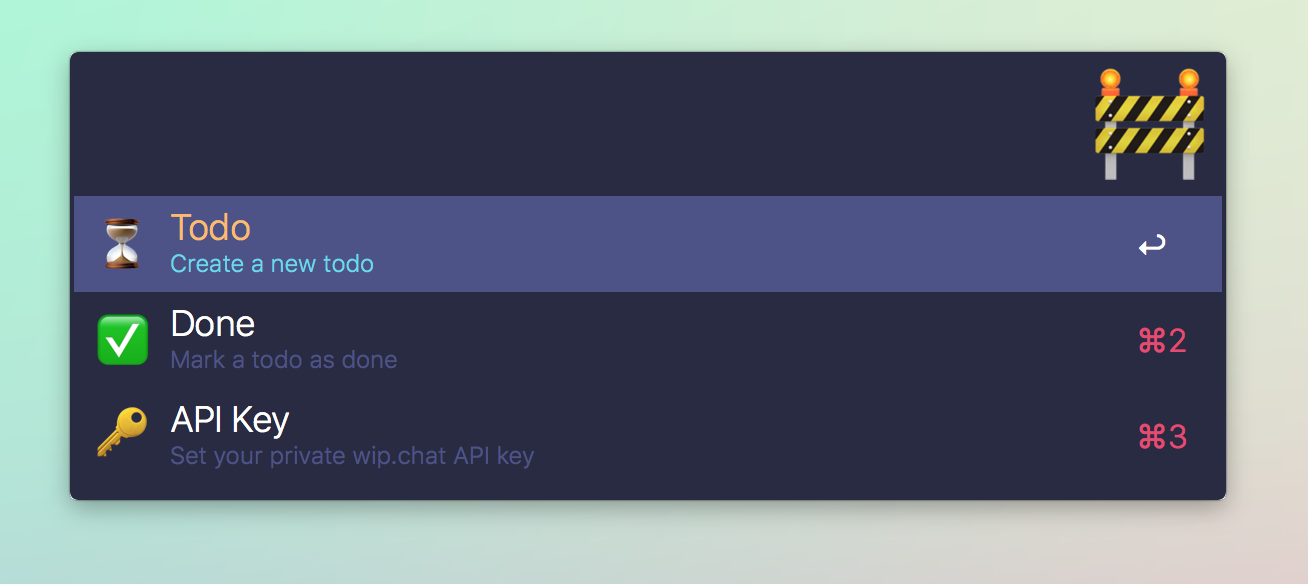 Todo
Create a new todo
↩
Done
Mark a todo as done
⌘2
API Key
Set your private wip.chat API key
⌘3